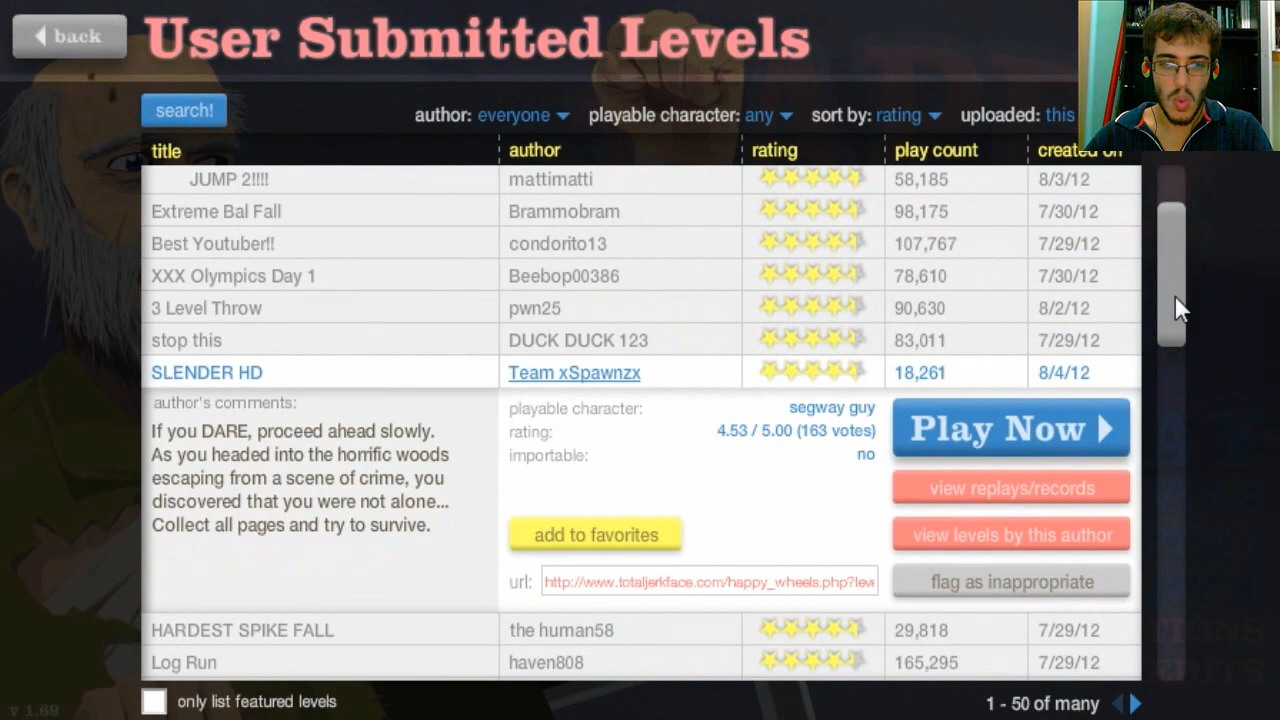 back
User Submitted Levels
search!
author: everyone playable character: any sort by: rating uploaded: this
title author rating play count created on
JUMP 2!!!! mattimatti 58,185 8/3/12
Extreme Bal Fall Brammobram 98,175 7/30/12
Best Youtuber!! condorito13 107,767 7/29/12
XXX Olympics Day 1 Beebop00386 78,610 7/30/12
3 Level Throw pwn25 90,630 8/2/12
stop this DUCK DUCK 123 83,011 7/29/12
SLENDER HD Team xSpawnzx 18,261 8/4/12
author's comments:
If you DARE, proceed ahead slowly.
As you headed into the horrific woods
escaping from a scene of crime, you
discovered that you were not alone...
Collect all pages and try to survive.
playable character: segway guy
rating: 4.53 / 5.00 (163 votes)
importable: no
add to favorites
url: http://www.totaljerkface.com/happy_wheels.php?leve
Play Now
view replays/records
view levels by this author
flag as inappropriate
HARDEST SPIKE FALL the human58 29,818 7/29/12
Log Run haven808 165,295 7/29/12
only list featured levels
1 - 50 of many
v 1.69